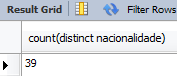 Result Grid Filter Rows
count(distinct nacionalidade)
39